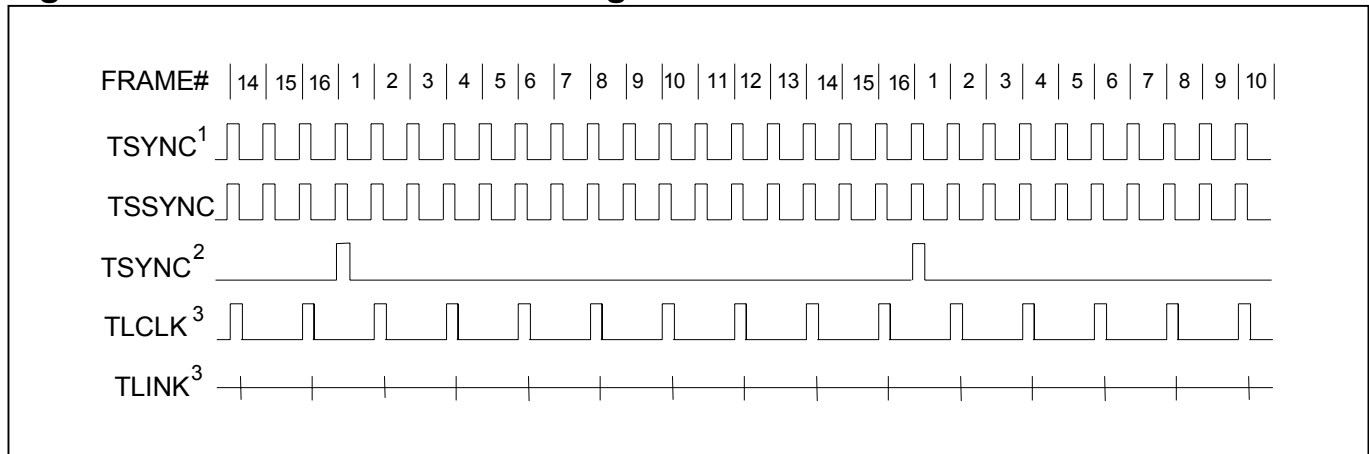 FRAME# 14 15 16 1 2 3 4 5 6 7 8 9 10 11 12 13 14 15 16 1 2 3 4 5 6 7 8 9 10
TSYNC¹
TSSYNC
TSYNC²
TLCLK³
TLINK³